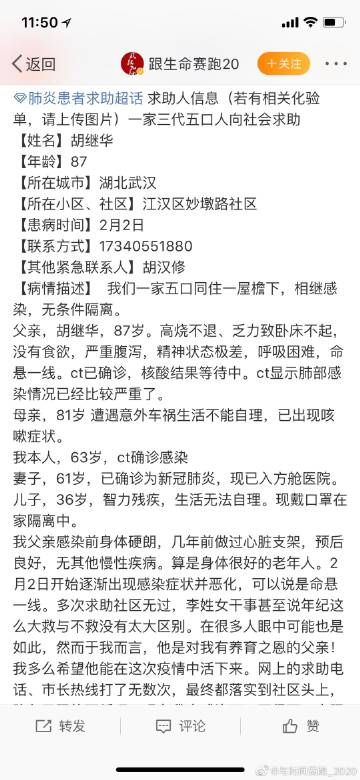 11:50
返回
跟生命赛跑20
+关注
肺炎患者求助超话 求助人信息（若有相关化验
单，请上传图片）一家三代五口人向社会求助
【姓名】胡继华
【年龄】87
【所在城市】湖北武汉
【所在小区、社区】江汉区妙墩路社区
【患病时间】2月2日
【联系方式】17340551880
【其他紧急联系人】胡汉修
【病情描述】 我们一家五口同住一屋檐下，相继感
染，无条件隔离。
父亲，胡继华，87岁。高烧不退、乏力致卧床不起，
没有食欲，严重腹泻，精神状态极差，呼吸困难，命
悬一线。ct已确诊，核酸结果等待中。ct显示肺部感
染情况已经比较严重了。
母亲，81岁 遭遇意外车祸生活不能自理，已出现咳
嗽症状。
我本人，63岁，ct确诊感染
妻子，61岁，已确诊为新冠肺炎，现已入方舱医院。
儿子，36岁，智力残疾，生活无法自理。现戴口罩在
家隔离中。
我父亲感染前身体硬朗，几年前做过心脏支架，预后
良好，无其他慢性疾病。算是身体很好的老年人。2
月2日开始逐渐出现感染症状并恶化，可以说是命悬
一线。多次求助社区无过，李姓女干事甚至说年纪这
么大救与不救没有太大区别。在很多人眼中可能也是
如此，然而于我而言，他是对我有养育之恩的父亲！
我多么希望他能在这次疫情中活下来。网上的求助电
话、市长热线打了无数次，最终都落实到社区头上，
转发
评论
赞